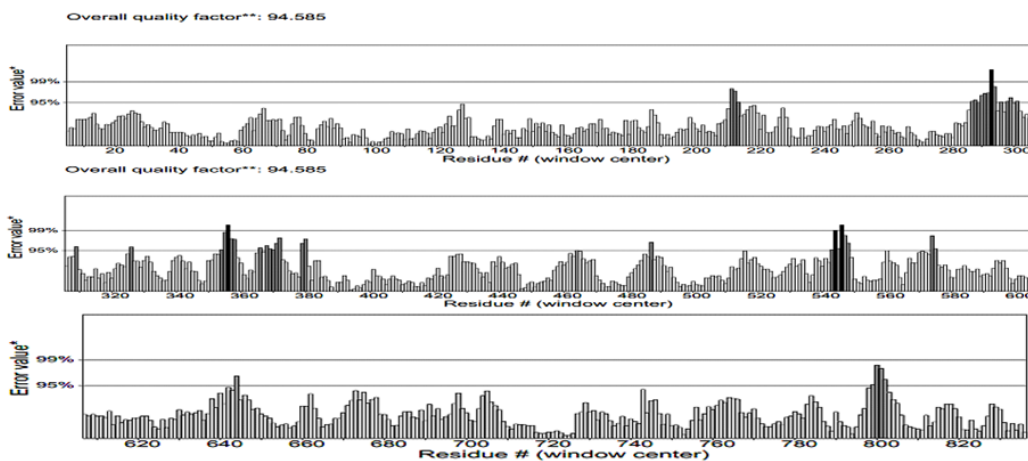 Overall quality factor**: 94.585
Error value*
99%
95%
20 40 60 80 100 120 140 160 180 200 220 240 260 280 300
Residue # (window center)
Overall quality factor**: 94.585
Error value*
99%
95%
320 340 360 380 400 420 440 460 480 500 520 540 560 580 600
Residue # (window center)
Error value*
99%
95%
620 640 660 680 700 720 740 760 780 800 820
Residue # (window center)